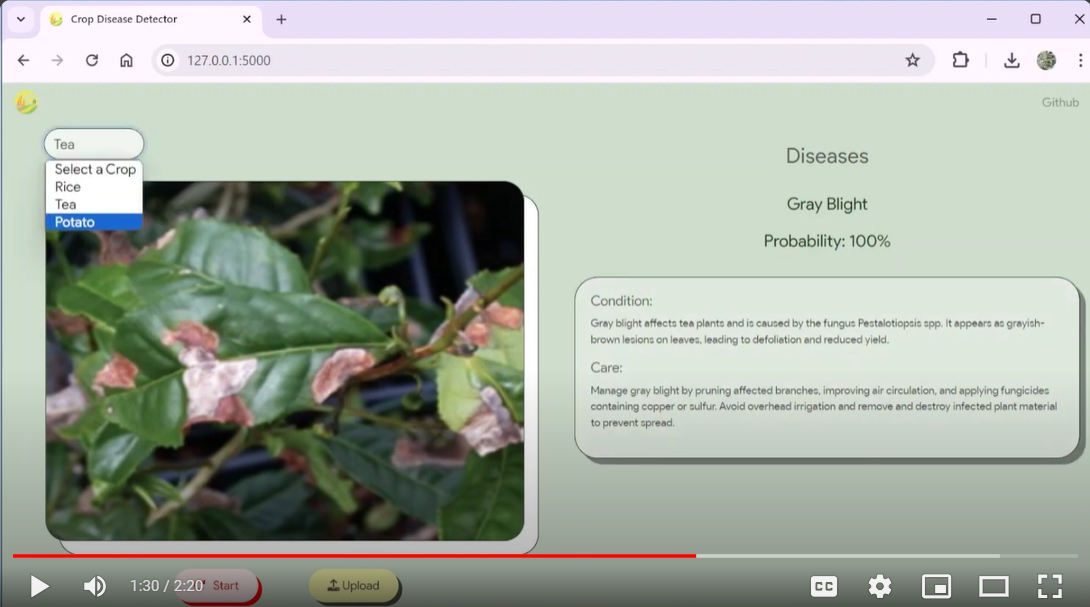 Crop Disease Detector
127.0.0.1:5000
Github
Tea
Select a Crop
Rice
Tea
Potato
Diseases
Gray Blight
Probability: 100%
Condition:
Gray blight affects tea plants and is caused by the fungus Pestalotiopsis spp. It appears as grayish-
brown lesions on leaves, leading to defoliation and reduced yield.
Care:
Manage gray blight by pruning affected branches, improving air circulation, and applying fungicides
containing copper or sulfur. Avoid overhead irrigation and remove and destroy infected plant material
to prevent spread.
1:30 / 2:20
Start
Upload
CC